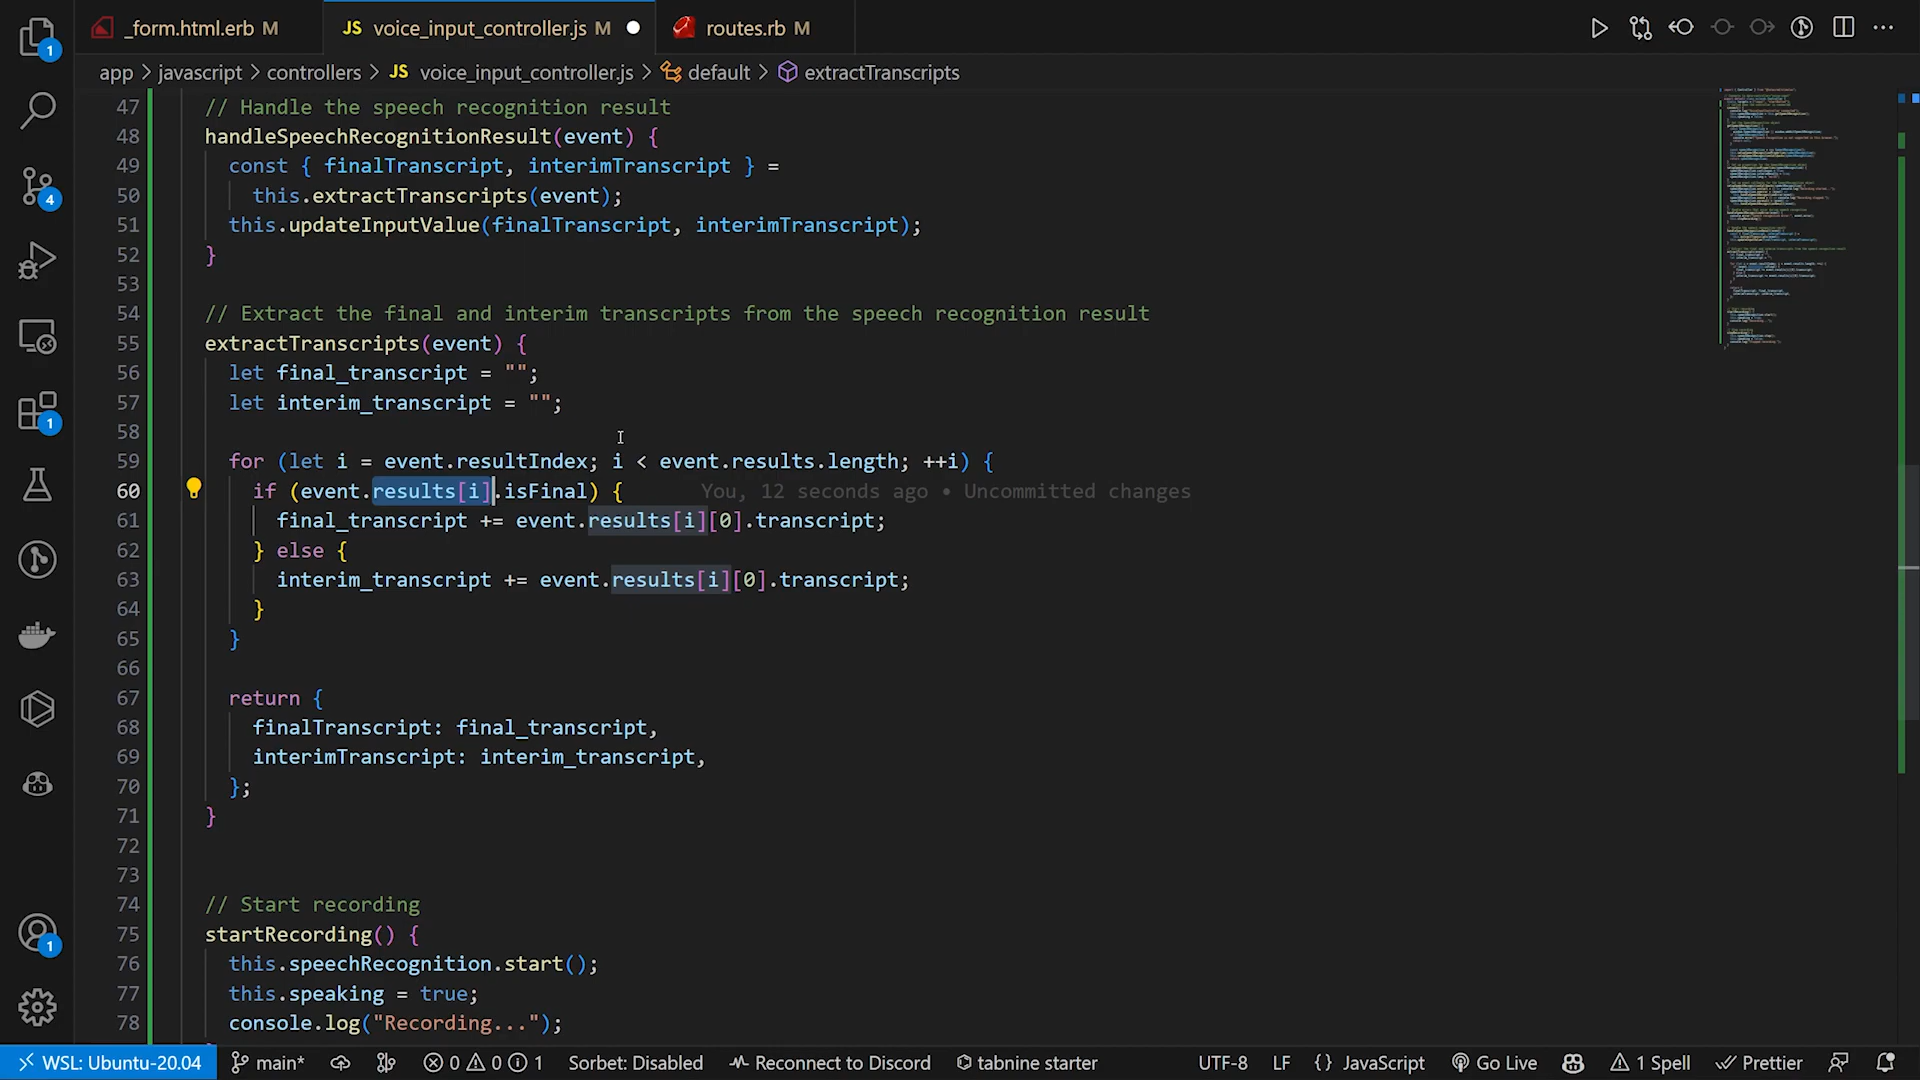 _form.html.erb M
JS voice_input_controller.js M
routes.rb M
app > javascript > controllers > JS voice_input_controller.js > default > extractTranscripts
47 // Handle the speech recognition result
48 handleSpeechRecognitionResult(event) {
49 const { finalTranscript, interimTranscript } =
50 this.extractTranscripts(event);
51 this.updateInputValue(finalTranscript, interimTranscript);
52 }
53
54 // Extract the final and interim transcripts from the speech recognition result
55 extractTranscripts(event) {
56 let final_transcript = "";
57 let interim_transcript = "";
58
59 for (let i = event.resultIndex; i < event.results.length; ++i) {
60 if (event.results[i].isFinal) { You, 12 seconds ago • Uncommitted changes
61 final_transcript += event.results[i][0].transcript;
62 } else {
63 interim_transcript += event.results[i][0].transcript;
64 }
65 }
66
67 return {
68 finalTranscript: final_transcript,
69 interimTranscript: interim_transcript,
70 };
71 }
72
73
74 // Start recording
75 startRecording() {
76 this.speechRecognition.start();
77 this.speaking = true;
78 console.log("Recording...");
1
4
1
1
WSL: Ubuntu-20.04 main* 0 0 1 Sorbet: Disabled Reconnect to Discord tabnine starter UTF-8 LF {} JavaScript Go Live 1 Spell Prettier